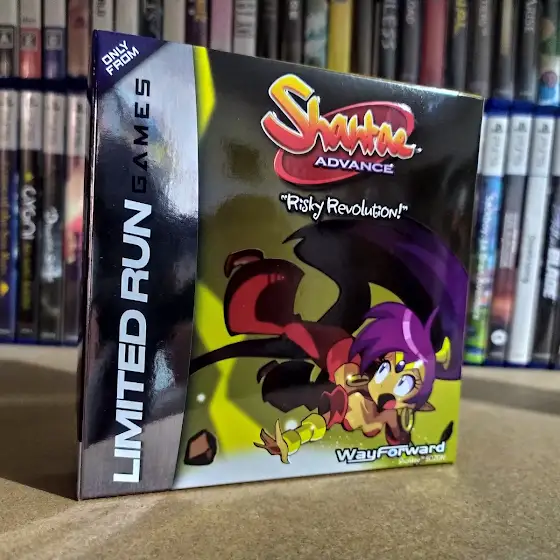 ONLY
FROM
LIMITED RUN GAMES
Shantae
ADVANCE
"Risky Revolution!"
WayForward